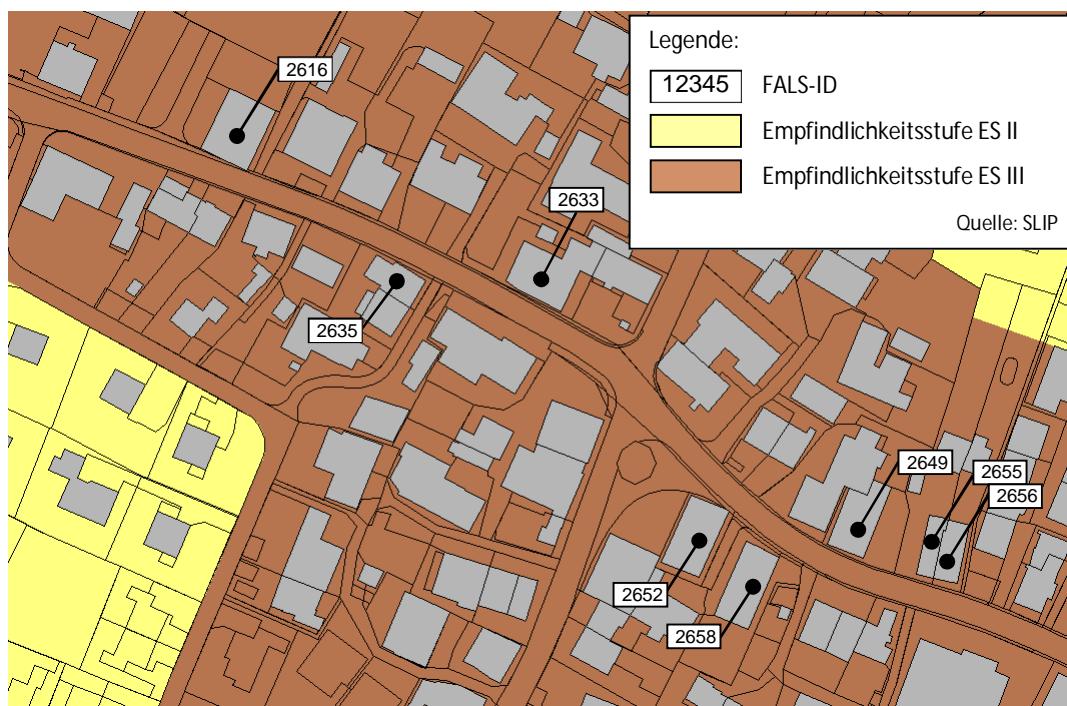 Legende:
12345 FALS-ID
Empfindlichkeitsstufe ES II
Empfindlichkeitsstufe ES III
Quelle: SLIP
2616
2633
2635
2649
2655
2656
2652
2658